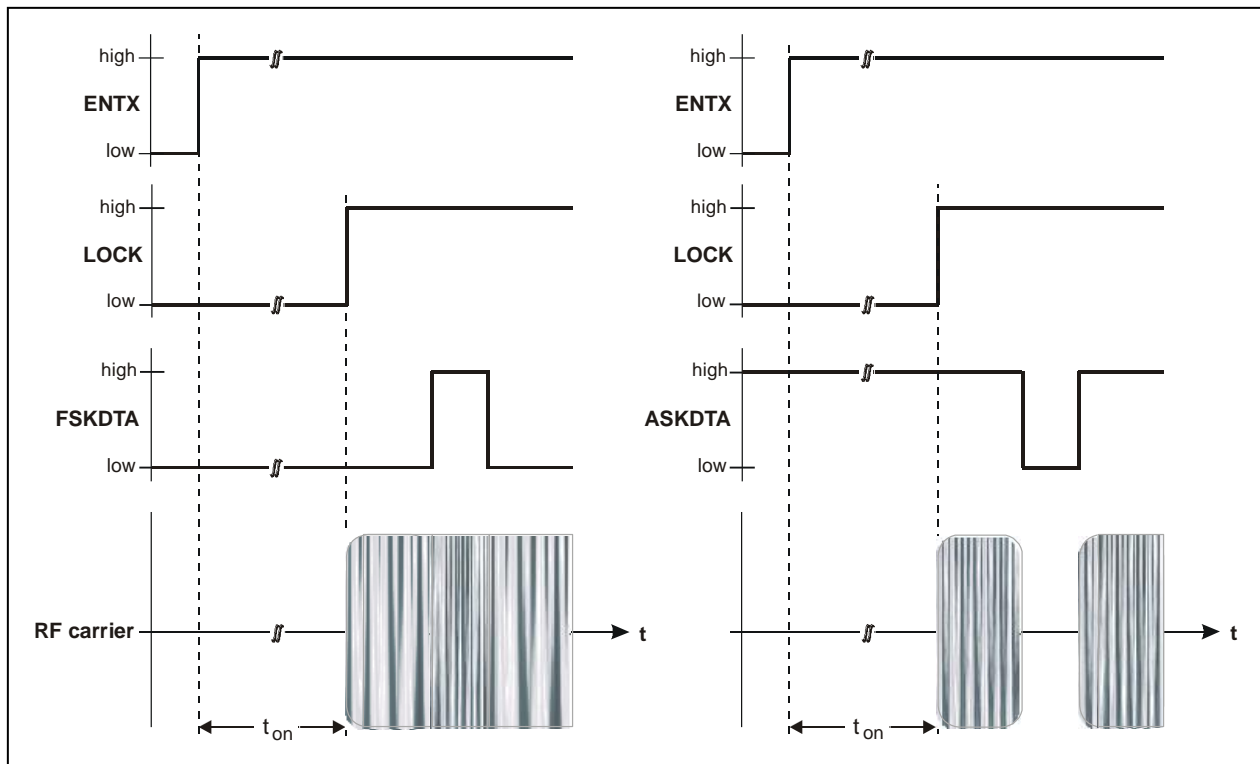 high
ENTX
low
high
LOCK
low
high
FSKDTA
low
RF carrier
t
t on
high
ENTX
low
high
LOCK
low
high
ASKDTA
low
t
t on